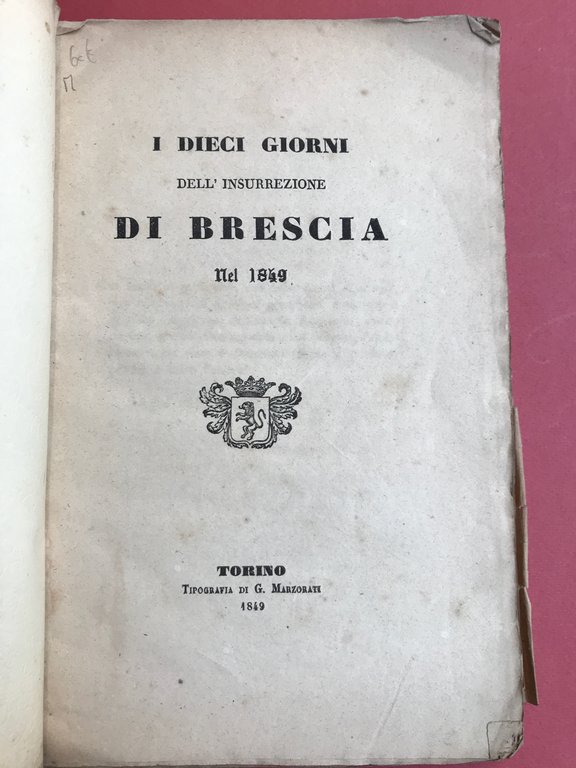 I DIECI GIORNI
DELL' INSURREZIONE
DI BRESCIA
Nel 1849
TORINO
TIPOGRAFIA DI G. MARZORATI
1849